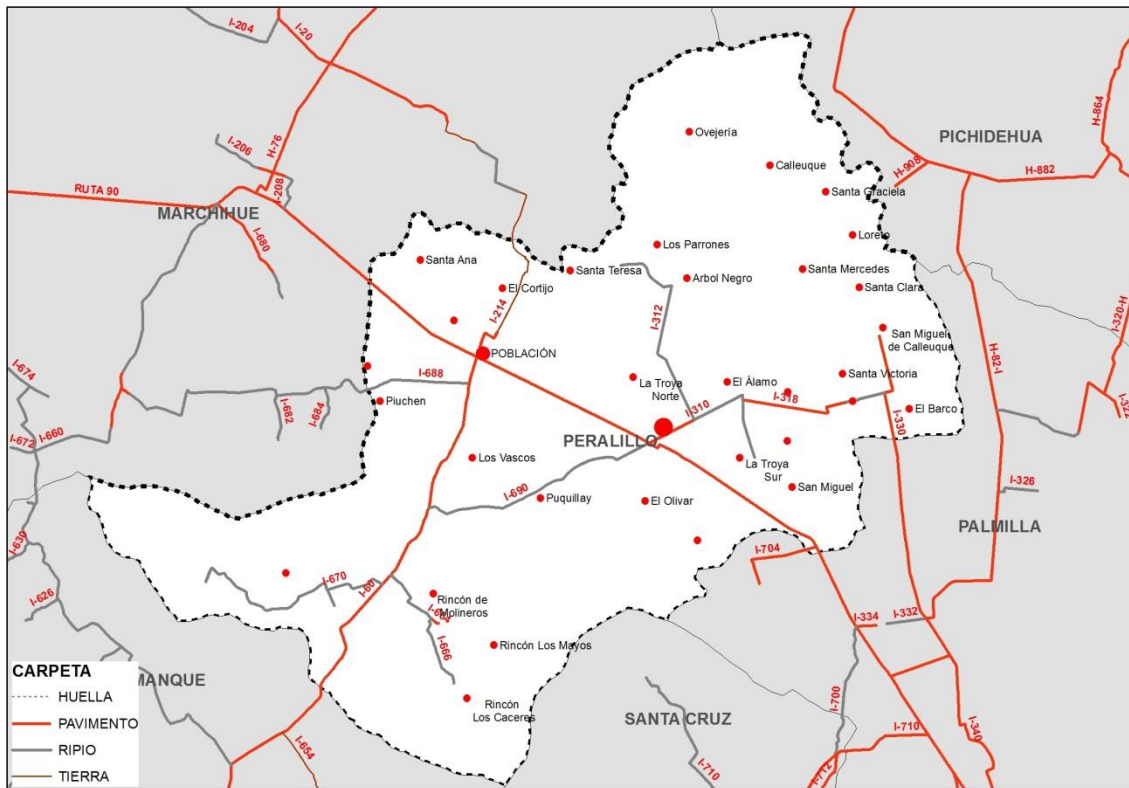 I-204
I-20
H-864
PICHIDEHUA
Ovejería
H-76
I-206
Calleuque
H-908
H-882
RUTA 90
I-208
Santa Graciela
MARCHIHUE
I-680
Loreto
Los Parrones
Santa Ana
Santa Teresa
Santa Mercedes
Arbol Negro
El Cortijo
Santa Clara
I-214
I-312
I-320-H
San Miguel
de Calleuque
POBLACIÓN
H-82-I
I-674
I-688
La Troya
Norte
El Álamo
Santa Victoria
Piuchen
I-682
I-684
I-310
I-318
I-322
El Barco
I-330
I-672
I-660
PERALILLO
Los Vascos
La Troya
Sur
I-690
Puquillay
El Olivar
San Miguel
I-326
PALMILLA
I-630
I-704
I-626
I-670
I-60
Rincón de
Molineros
I-664
I-332
I-334
I-666
Rincón Los Mayos
CARPETA
MANQUE
HUELLA
PAVIMENTO
RIPIO
TIERRA
Rincón
Los Caceres
SANTA CRUZ
I-700
I-710
I-340
I-654
I-710
I-712